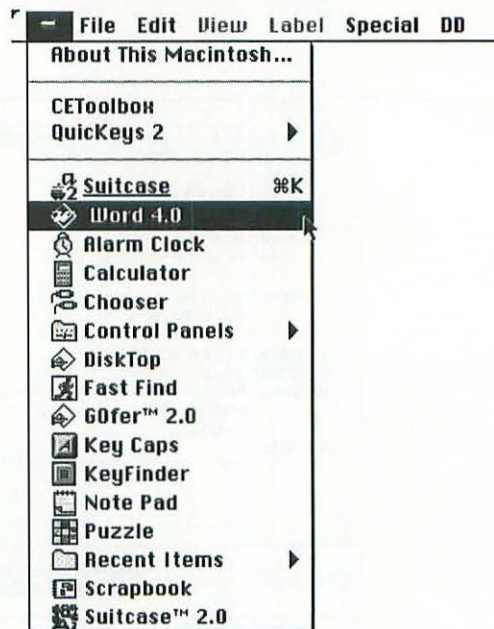 File Edit View Label Special DD
About This Macintosh...
CEToolbox
QuicKeys 2
Suitcase ⌘K
Word 4.0
Alarm Clock
Calculator
Chooser
Control Panels
DiskTop
Fast Find
GOfer™ 2.0
Key Caps
KeyFinder
Note Pad
Puzzle
Recent Items
Scrapbook
Suitcase™ 2.0